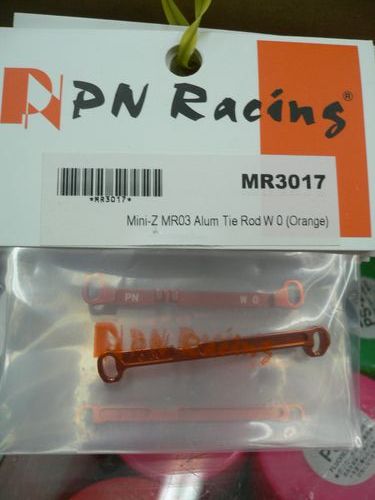 PN Racing®
MR3017
*MR3017*
Mini-Z MR03 Alum Tie Rod W 0 (Orange)
PN W 0
PN Racing